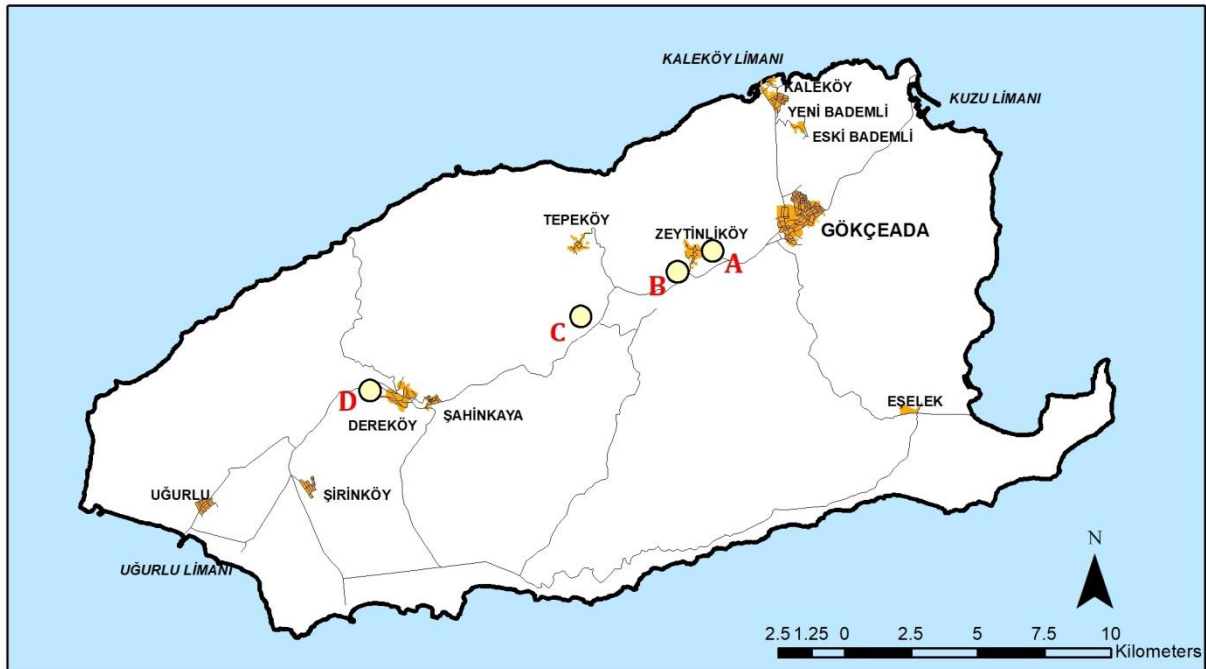 KALEKÖY LİMANI
KALEKÖY
KUZU LİMANI
YENİ BADEMLİ
ESKİ BADEMLİ
TEPEKÖY
ZEYTİNLİKÖY
GÖKÇEADA
A
B
C
D
DEREKÖY
ŞAHİNKAYA
EŞELEK
UĞURLU
ŞİRİNKÖY
UĞURLU LİMANI
N
2.5 1.25 0 2.5 5 7.5 10
Kilometers